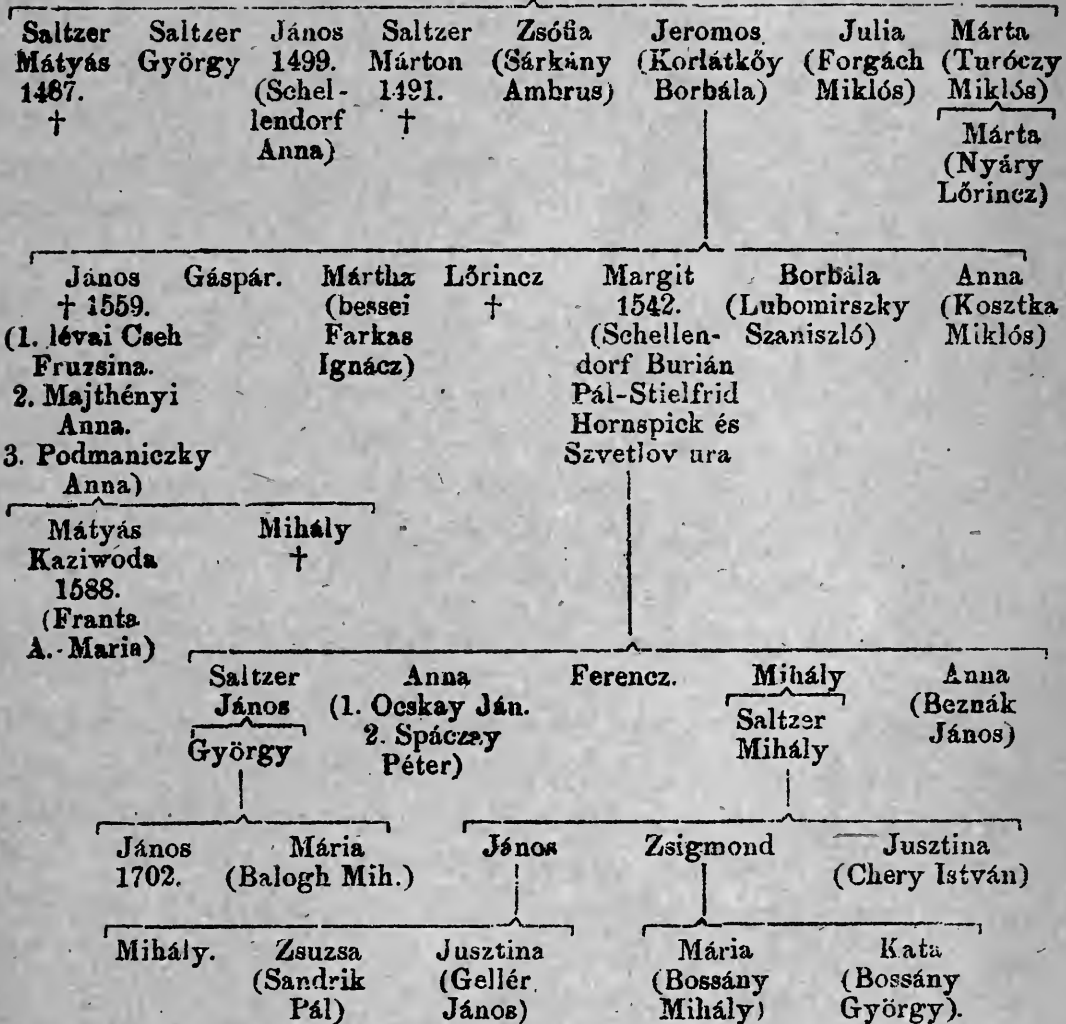 Saltzer Mátyás 1487. †
Saltzer György
János 1499. (Schel-
lendorf Anna)
Saltzer Márton 1491. †
Zsófia (Sárkány Ambrus)
Jeromos (Korlátkőy Borbála)
Julia (Forgách Miklós)
Márta (Turóczy Miklós)
Márta (Nyáry Lőrincz)
János † 1559.
(1. lévai Cseh Fruzsina.
2. Majthényi Anna.
3. Podmaniczky Anna)
Gáspár.
Mártha (bessei Farkas Ignácz)
Lőrincz †
Margit 1542.
(Schellen-
dorf Burián
Pál-Stielfrid
Hornspick és
Szvetlov ura
Borbála (Lubomirszky Szaniszló)
Anna (Kosztka Miklós)
Mátyás Kaziwoda 1588. (Franta A.-Maria)
Mihály †
Saltzer János
György
Anna
(1. Ocskay Ján.
2. Spáczay Péter)
Ferencz.
Mihály
Saltzer Mihály
Anna (Beznák János)
János 1702.
Mária (Balogh Mih.)
János
Zsigmond
Jusztina (Chery István)
Mihály.
Zsuzsa (Sandrik Pál)
Jusztina (Gellér János)
Mária (Bossány Mihály)
Kata (Bossány György).